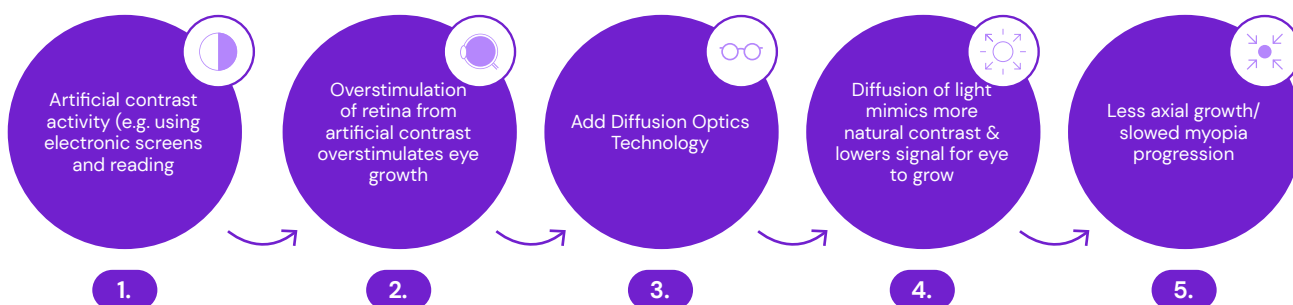 Artificial contrast
activity (e.g. using
electronic screens
and reading
Overstimulation
of retina from
artificial contrast
overstimulates eye
growth
Add Diffusion Optics
Technology
Diffusion of light
mimics more
natural contrast &
lowers signal for eye
to grow
Less axial growth/
slowed myopia
progression
1.
2.
3.
4.
5.